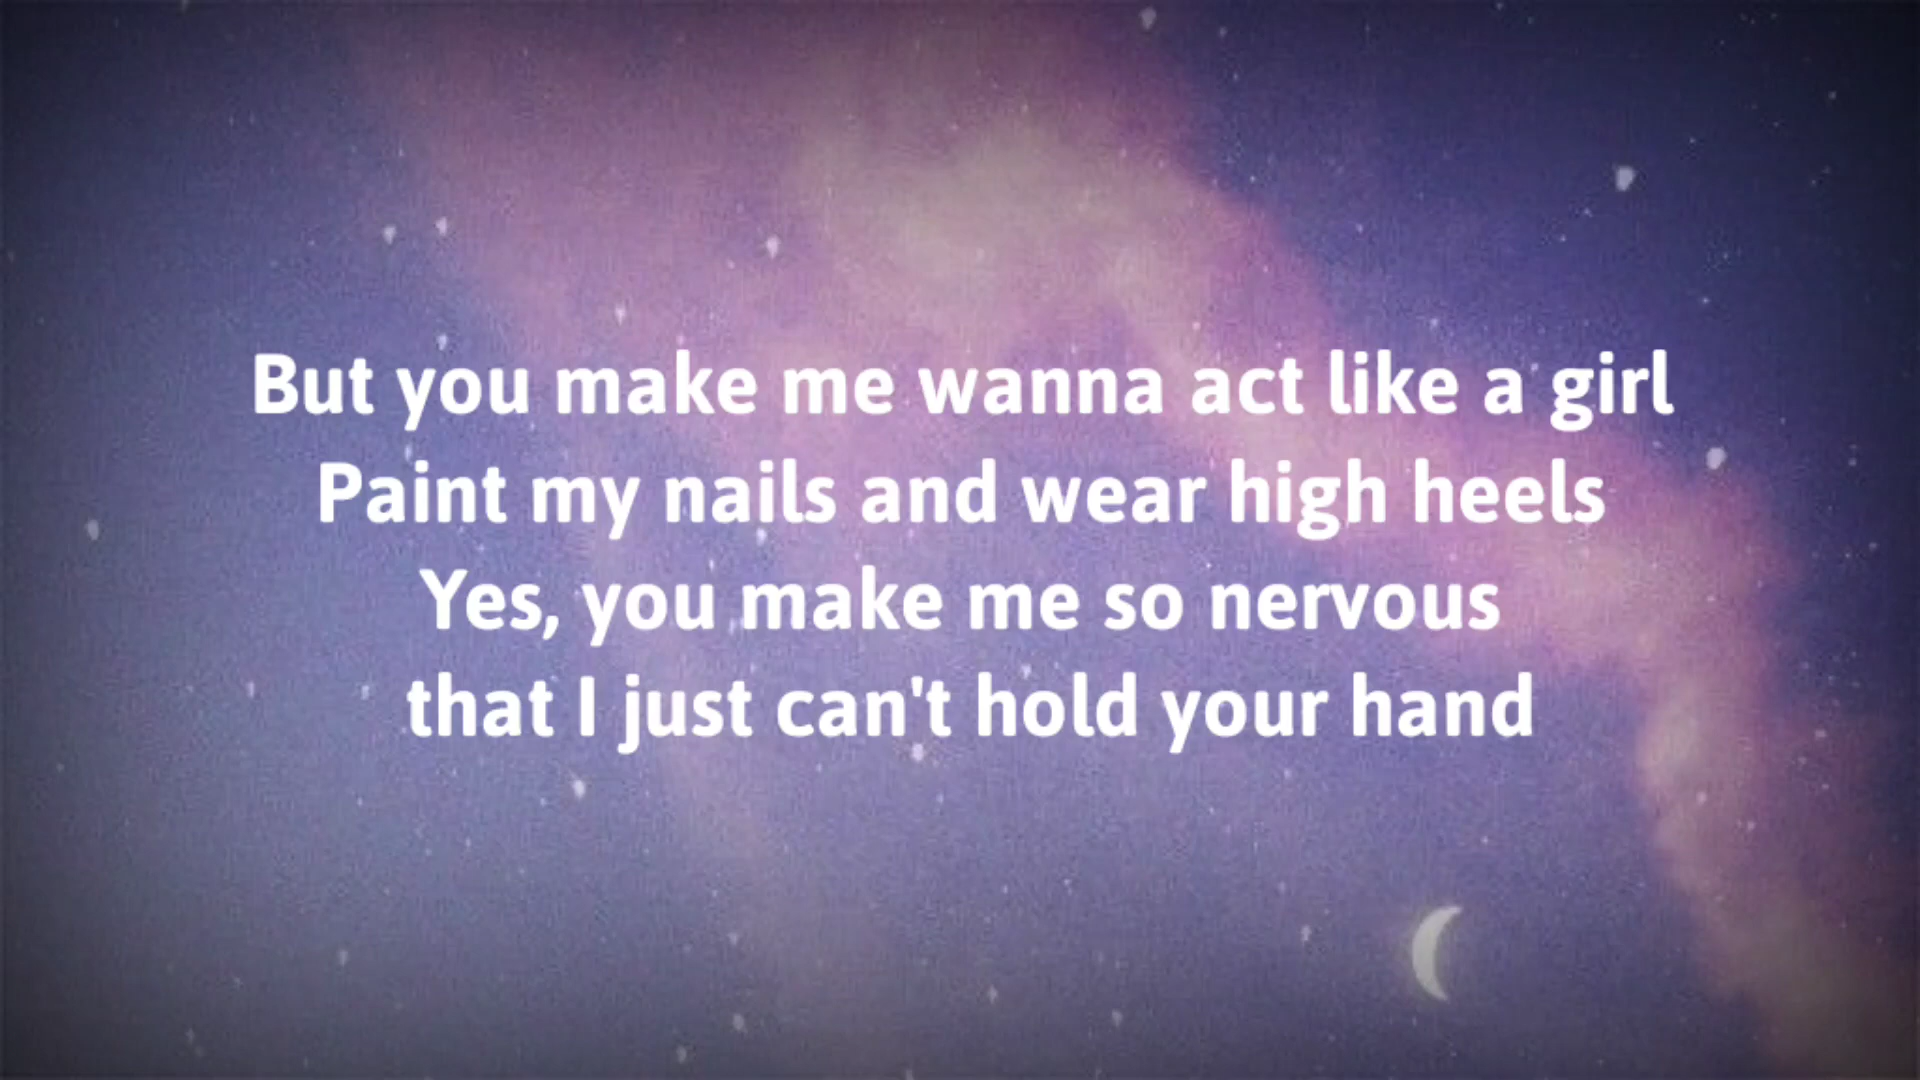 But you make me wanna act like a girl
Paint my nails and wear high heels
Yes, you make me so nervous
that I just can't hold your hand